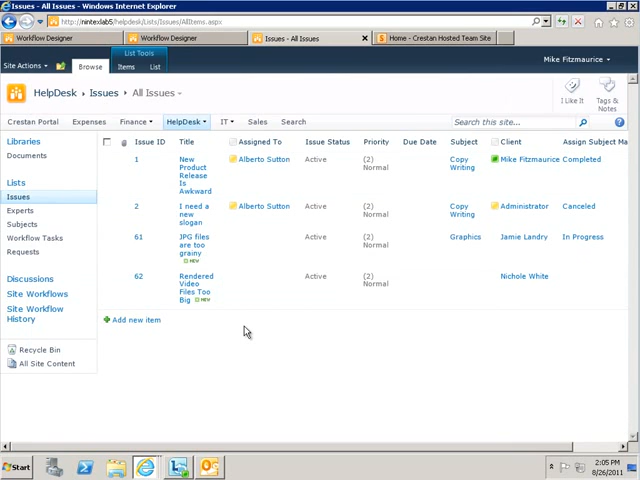 Issues - All Issues - Windows Internet Explorer
http://nintexlab5/helpdesk/Lists/Issues/AllItems.aspx
Workflow Designer
Workflow Designer
Issues - All Issues
Home - Crestan Hosted Team Site
List Tools
Site Actions
Browse
Items
List
Mike Fitzmaurice
HelpDesk
Issues
All Issues
I Like It
Tags & Notes
Crestan Portal
Expenses
Finance
HelpDesk
IT
Sales
Search
Search this site...
Libraries
Documents
Lists
Issues
Experts
Subjects
Workflow Tasks
Requests
Discussions
Site Workflows
Site Workflow
History
Recycle Bin
All Site Content
Issue ID Title Assigned To Issue Status Priority Due Date Subject Client Assign Subject Ma
1 New Alberto Sutton Active (2) Copy Mike Fitzmaurice Completed
Product Normal Writing
Release
Is
Awkward
2 I need a Alberto Sutton Active (2) Copy Administrator Canceled
new Normal Writing
slogan
61 JPG files Active (2) Graphics Jamie Landry In Progress
are too Normal
grainy
NEW
62 Rendered Active (2) Nichole White
Video Normal
Files Too
Big NEW
Add new item
Start
2:05 PM
8/26/2011